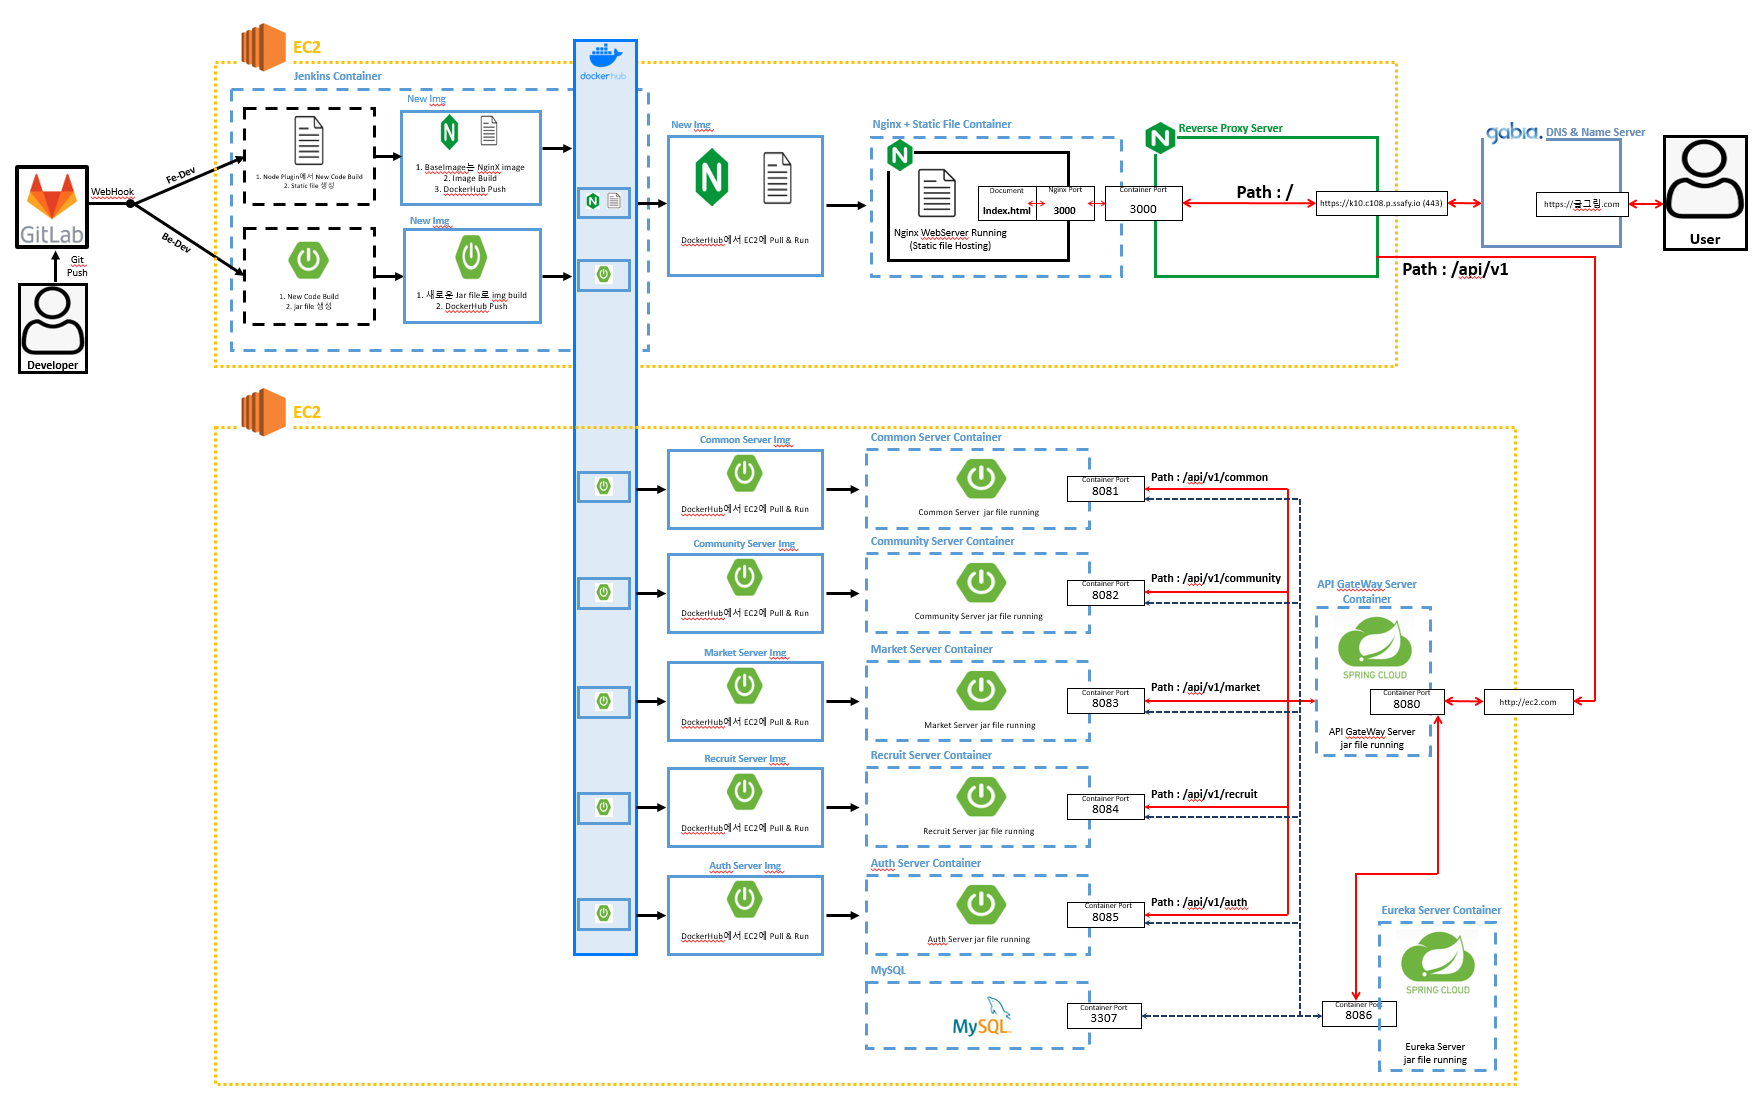 EC2
Jenkins Container
docker hub
New Img
1. Node Plugin에서 New Code Build
2. Static file 생성
1. BaseImage는 NginX image
2. Image Build
3. DockerHub Push
New Img
1. New Code Build
2. jar file 생성
1. 새로운 Jar file로 img build
2. DockerHub Push
WebHook
Fe-Dev
Be-Dev
GitLab
Git
Push
Developer
New Img
DockerHub에서 EC2에 Pull & Run
Nginx + Static File Container
Document
Index.html
Nginx Port
3000
Nginx WebServer Running
(Static file Hosting)
Container Port
3000
Reverse Proxy Server
Path : /
https://k10.c108.p.ssafy.io (443)
gabia.
DNS & Name Server
https://글그림.com
User
Path : /api/v1
EC2
Common Server Img
DockerHub에서 EC2에 Pull & Run
Common Server Container
Common Server jar file running
Container Port
8081
Path : /api/v1/common
Community Server Img
DockerHub에서 EC2에 Pull & Run
Community Server Container
Community Server jar file running
Container Port
8082
Path : /api/v1/community
Market Server Img
DockerHub에서 EC2에 Pull & Run
Market Server Container
Market Server jar file running
Container Port
8083
Path : /api/v1/market
Recruit Server Img
DockerHub에서 EC2에 Pull & Run
Recruit Server Container
Recruit Server jar file running
Container Port
8084
Path : /api/v1/recruit
Auth Server Img
DockerHub에서 EC2에 Pull & Run
Auth Server Container
Auth Server jar file running
Container Port
8085
Path : /api/v1/auth
MySQL
MySQL
Container Port
3307
API GateWay Server
Container
SPRING CLOUD
Container Port
8080
API GateWay Server
jar file running
http://ec2.com
Eureka Server Container
SPRING CLOUD
Container Port
8086
Eureka Server
jar file running